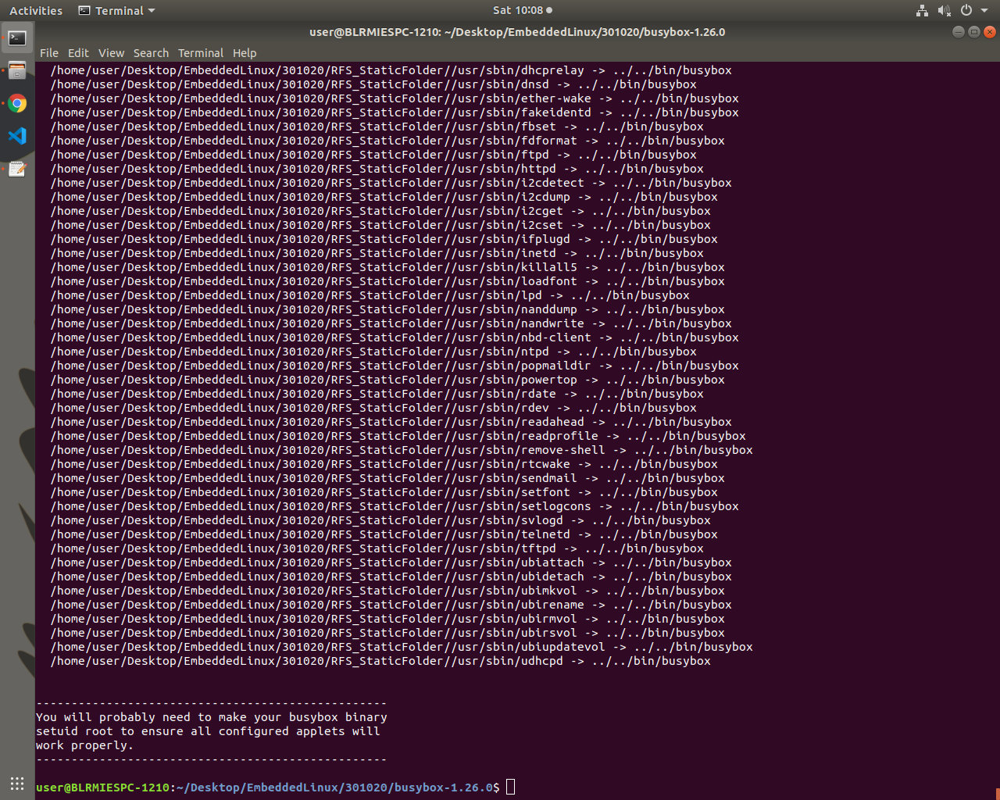 Activities Terminal Sat 10:08
user@BLRMIESPC-1210: ~/Desktop/EmbeddedLinux/301020/busybox-1.26.0
File Edit View Search Terminal Help
/home/user/Desktop/EmbeddedLinux/301020/RFS_StaticFolder//usr/sbin/dhcprelay -> ../../bin/busybox
/home/user/Desktop/EmbeddedLinux/301020/RFS_StaticFolder//usr/sbin/dnsd -> ../../bin/busybox
/home/user/Desktop/EmbeddedLinux/301020/RFS_StaticFolder//usr/sbin/ether-wake -> ../../bin/busybox
/home/user/Desktop/EmbeddedLinux/301020/RFS_StaticFolder//usr/sbin/fakeidentd -> ../../bin/busybox
/home/user/Desktop/EmbeddedLinux/301020/RFS_StaticFolder//usr/sbin/fbset -> ../../bin/busybox
/home/user/Desktop/EmbeddedLinux/301020/RFS_StaticFolder//usr/sbin/fdformat -> ../../bin/busybox
/home/user/Desktop/EmbeddedLinux/301020/RFS_StaticFolder//usr/sbin/ftpd -> ../../bin/busybox
/home/user/Desktop/EmbeddedLinux/301020/RFS_StaticFolder//usr/sbin/httpd -> ../../bin/busybox
/home/user/Desktop/EmbeddedLinux/301020/RFS_StaticFolder//usr/sbin/i2cdetect -> ../../bin/busybox
/home/user/Desktop/EmbeddedLinux/301020/RFS_StaticFolder//usr/sbin/i2cdump -> ../../bin/busybox
/home/user/Desktop/EmbeddedLinux/301020/RFS_StaticFolder//usr/sbin/i2cget -> ../../bin/busybox
/home/user/Desktop/EmbeddedLinux/301020/RFS_StaticFolder//usr/sbin/i2cset -> ../../bin/busybox
/home/user/Desktop/EmbeddedLinux/301020/RFS_StaticFolder//usr/sbin/ifplugd -> ../../bin/busybox
/home/user/Desktop/EmbeddedLinux/301020/RFS_StaticFolder//usr/sbin/inetd -> ../../bin/busybox
/home/user/Desktop/EmbeddedLinux/301020/RFS_StaticFolder//usr/sbin/killall5 -> ../../bin/busybox
/home/user/Desktop/EmbeddedLinux/301020/RFS_StaticFolder//usr/sbin/loadfont -> ../../bin/busybox
/home/user/Desktop/EmbeddedLinux/301020/RFS_StaticFolder//usr/sbin/lpd -> ../../bin/busybox
/home/user/Desktop/EmbeddedLinux/301020/RFS_StaticFolder//usr/sbin/nanddump -> ../../bin/busybox
/home/user/Desktop/EmbeddedLinux/301020/RFS_StaticFolder//usr/sbin/nandwrite -> ../../bin/busybox
/home/user/Desktop/EmbeddedLinux/301020/RFS_StaticFolder//usr/sbin/nbd-client -> ../../bin/busybox
/home/user/Desktop/EmbeddedLinux/301020/RFS_StaticFolder//usr/sbin/ntpd -> ../../bin/busybox
/home/user/Desktop/EmbeddedLinux/301020/RFS_StaticFolder//usr/sbin/popmaildir -> ../../bin/busybox
/home/user/Desktop/EmbeddedLinux/301020/RFS_StaticFolder//usr/sbin/powertop -> ../../bin/busybox
/home/user/Desktop/EmbeddedLinux/301020/RFS_StaticFolder//usr/sbin/rdate -> ../../bin/busybox
/home/user/Desktop/EmbeddedLinux/301020/RFS_StaticFolder//usr/sbin/rdev -> ../../bin/busybox
/home/user/Desktop/EmbeddedLinux/301020/RFS_StaticFolder//usr/sbin/readahead -> ../../bin/busybox
/home/user/Desktop/EmbeddedLinux/301020/RFS_StaticFolder//usr/sbin/readprofile -> ../../bin/busybox
/home/user/Desktop/EmbeddedLinux/301020/RFS_StaticFolder//usr/sbin/remove-shell -> ../../bin/busybox
/home/user/Desktop/EmbeddedLinux/301020/RFS_StaticFolder//usr/sbin/rtcwake -> ../../bin/busybox
/home/user/Desktop/EmbeddedLinux/301020/RFS_StaticFolder//usr/sbin/sendmail -> ../../bin/busybox
/home/user/Desktop/EmbeddedLinux/301020/RFS_StaticFolder//usr/sbin/setfont -> ../../bin/busybox
/home/user/Desktop/EmbeddedLinux/301020/RFS_StaticFolder//usr/sbin/setlogcons -> ../../bin/busybox
/home/user/Desktop/EmbeddedLinux/301020/RFS_StaticFolder//usr/sbin/svlogd -> ../../bin/busybox
/home/user/Desktop/EmbeddedLinux/301020/RFS_StaticFolder//usr/sbin/telnetd -> ../../bin/busybox
/home/user/Desktop/EmbeddedLinux/301020/RFS_StaticFolder//usr/sbin/tftpd -> ../../bin/busybox
/home/user/Desktop/EmbeddedLinux/301020/RFS_StaticFolder//usr/sbin/ubiattach -> ../../bin/busybox
/home/user/Desktop/EmbeddedLinux/301020/RFS_StaticFolder//usr/sbin/ubidetach -> ../../bin/busybox
/home/user/Desktop/EmbeddedLinux/301020/RFS_StaticFolder//usr/sbin/ubimkvol -> ../../bin/busybox
/home/user/Desktop/EmbeddedLinux/301020/RFS_StaticFolder//usr/sbin/ubirename -> ../../bin/busybox
/home/user/Desktop/EmbeddedLinux/301020/RFS_StaticFolder//usr/sbin/ubirmvol -> ../../bin/busybox
/home/user/Desktop/EmbeddedLinux/301020/RFS_StaticFolder//usr/sbin/ubirsvol -> ../../bin/busybox
/home/user/Desktop/EmbeddedLinux/301020/RFS_StaticFolder//usr/sbin/ubiupdatevol -> ../../bin/busybox
/home/user/Desktop/EmbeddedLinux/301020/RFS_StaticFolder//usr/sbin/udhcpd -> ../../bin/busybox
--------------------------------------------------
You will probably need to make your busybox binary
setuid root to ensure all configured applets will
work properly.
--------------------------------------------------
user@BLRMIESPC-1210:~/Desktop/EmbeddedLinux/301020/busybox-1.26.0$